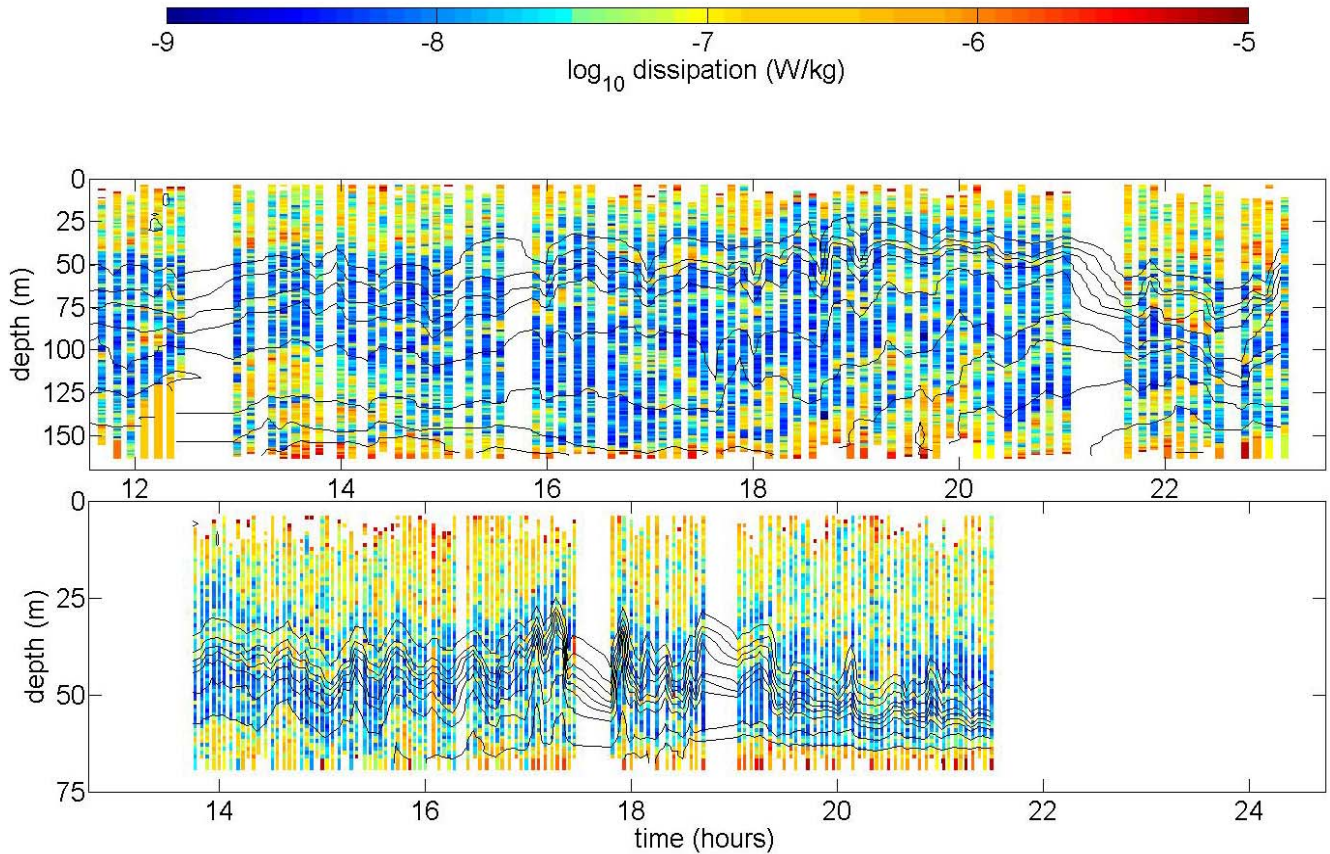 -9 -8 -7 -6 -5
log10 dissipation (W/kg)
0
25
50
75
100
125
150
depth (m)
12 14 16 18 20 22
0
25
50
75
depth (m)
14 16 18 20 22 24
time (hours)